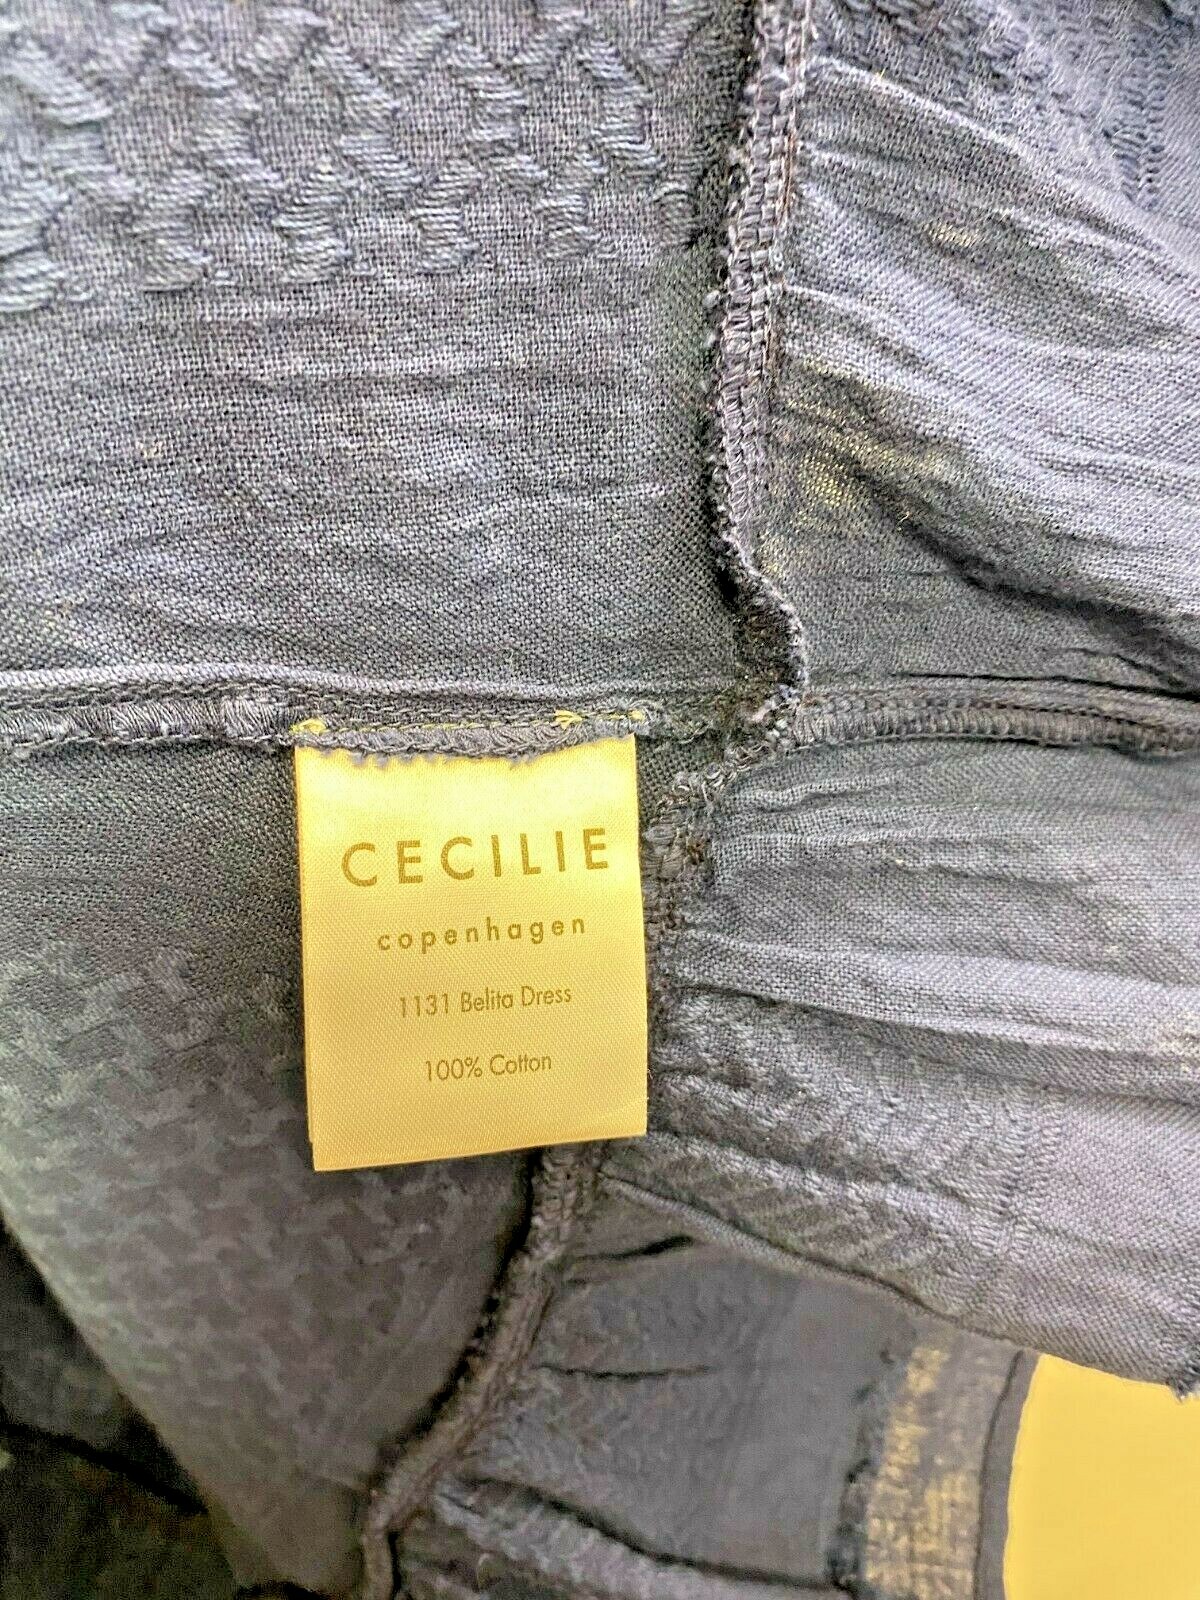 CECILIE
copenhagen
1131 Belita Dress
100% Cotton